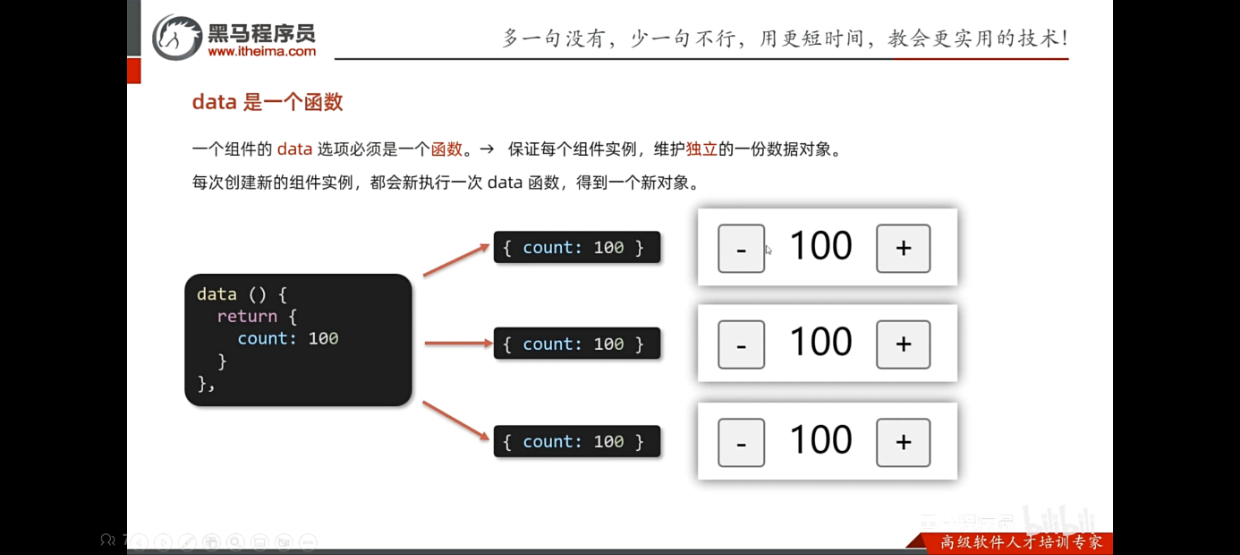 黑马程序员
www.itheima.com
多一句没有，少一句不行，用更短时间，教会更实用的技术！
data 是一个函数
一个组件的 data 选项必须是一个函数。→ 保证每个组件实例，维护独立的一份数据对象。
每次创建新的组件实例，都会新执行一次 data 函数，得到一个新对象。
data () {
return {
count: 100
}
},
{ count: 100 }
- 100 +
{ count: 100 }
- 100 +
{ count: 100 }
- 100 +
bilibili
高级软件人才培训专家